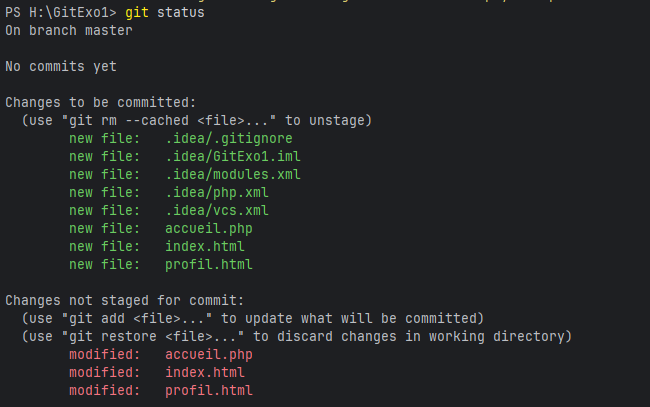 PS H:\GitExo1> git status
On branch master

No commits yet

Changes to be committed:
  (use "git rm --cached <file>..." to unstage)
        new file:   .idea/.gitignore
        new file:   .idea/GitExo1.iml
        new file:   .idea/modules.xml
        new file:   .idea/php.xml
        new file:   .idea/vcs.xml
        new file:   accueil.php
        new file:   index.html
        new file:   profil.html

Changes not staged for commit:
  (use "git add <file>..." to update what will be committed)
  (use "git restore <file>..." to discard changes in working directory)
        modified:   accueil.php
        modified:   index.html
        modified:   profil.html